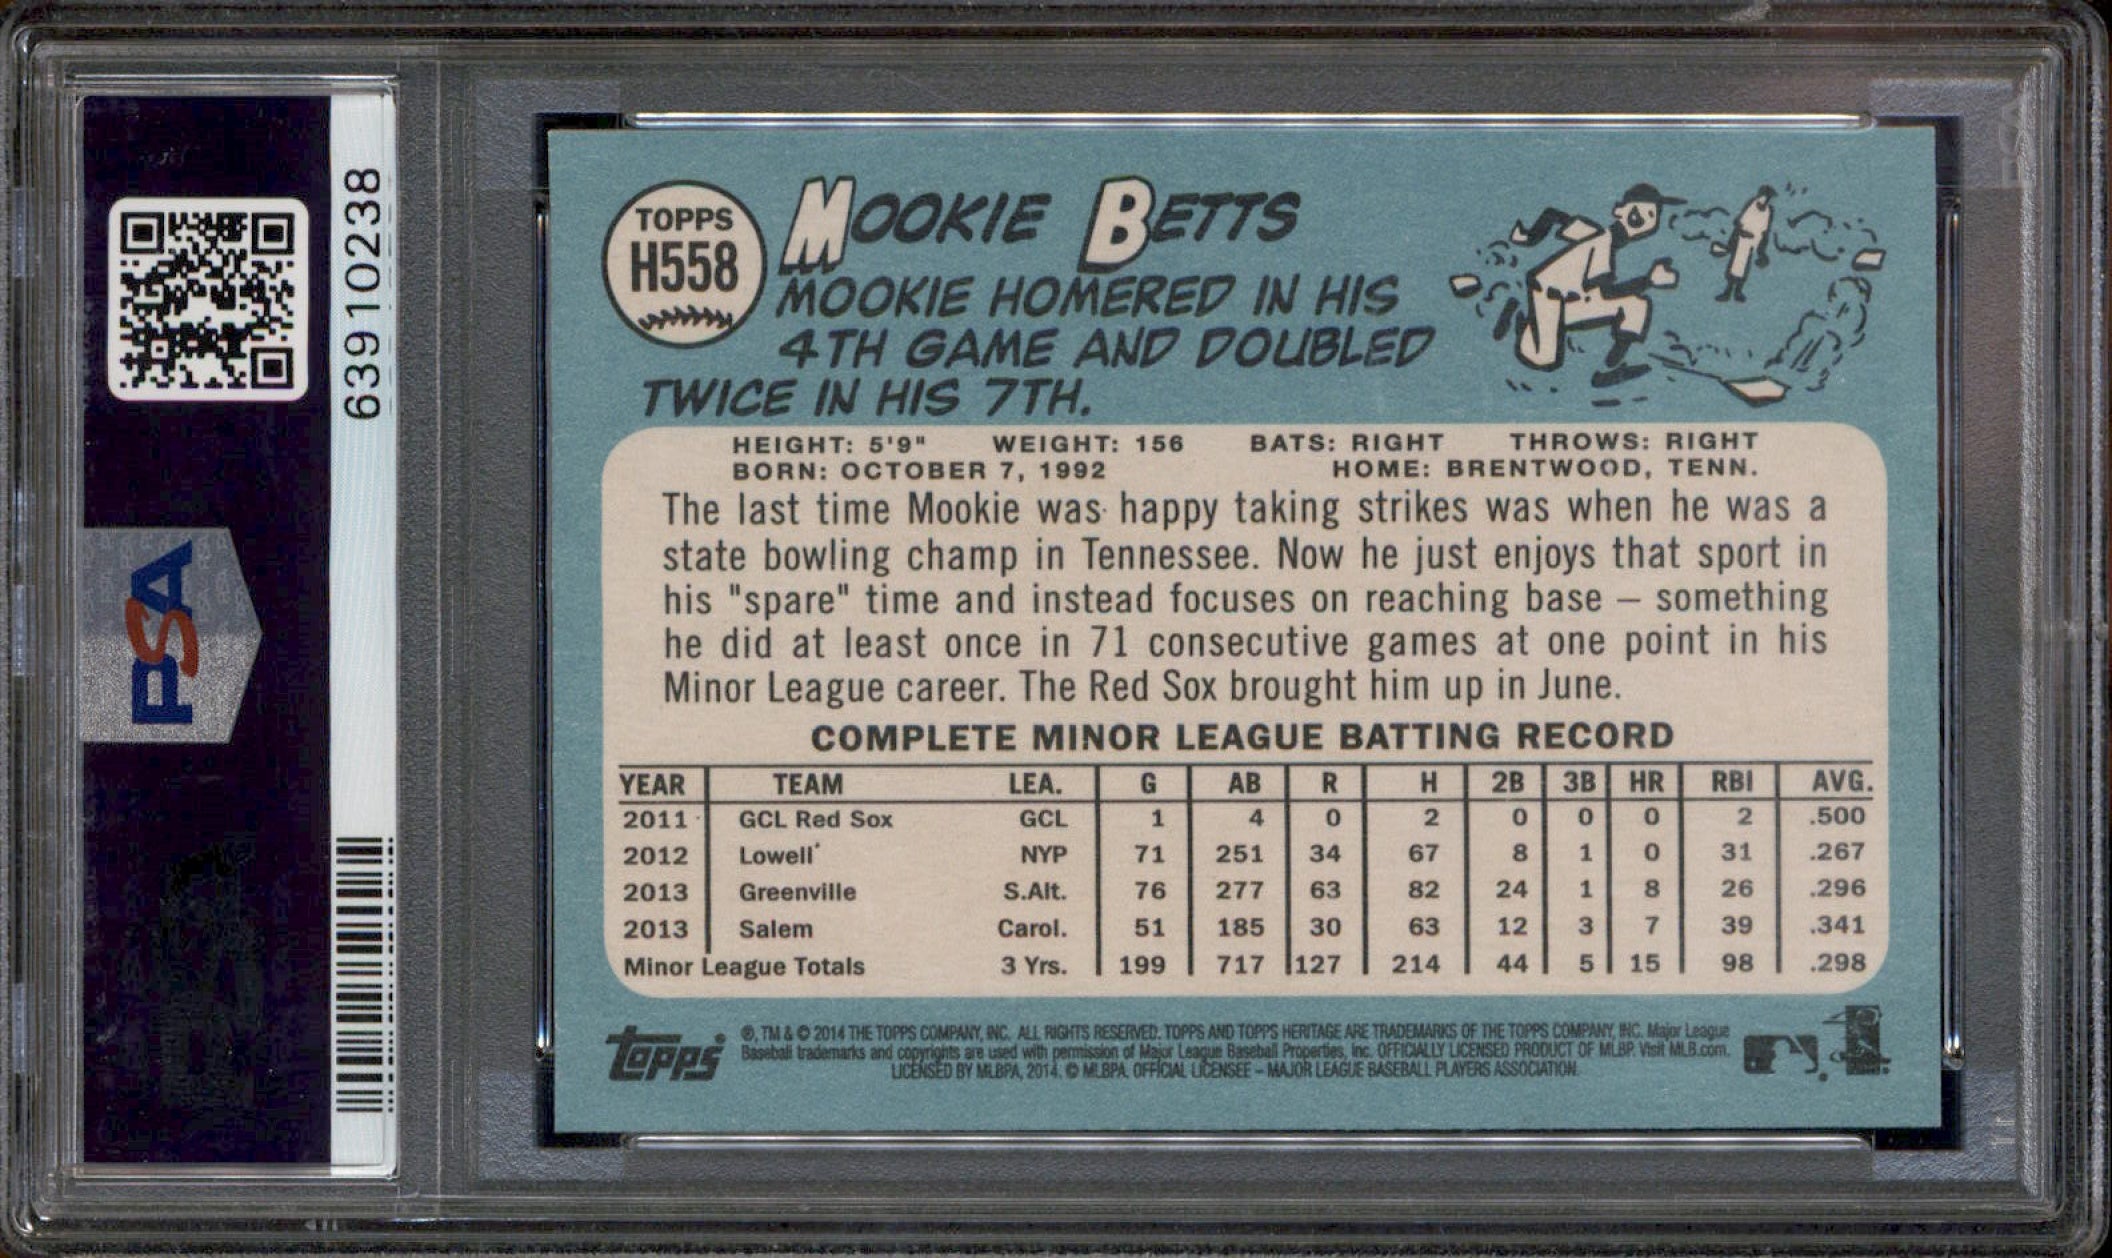 63910238
PSA
TOPPS
H558
MOOKIE BETTS
MOOKIE HOMERED IN HIS
4TH GAME AND DOUBLED
TWICE IN HIS 7TH.
HEIGHT: 5'9" WEIGHT: 156 BATS: RIGHT THROWS: RIGHT
BORN: OCTOBER 7, 1992 HOME: BRENTWOOD, TENN.
The last time Mookie was happy taking strikes was when he was a
state bowling champ in Tennessee. Now he just enjoys that sport in
his "spare" time and instead focuses on reaching base – something
he did at least once in 71 consecutive games at one point in his
Minor League career. The Red Sox brought him up in June.
COMPLETE MINOR LEAGUE BATTING RECORD
YEAR TEAM LEA. G AB R H 2B 3B HR RBI AVG.
2011 GCL Red Sox GCL 1 4 0 2 0 0 0 2 .500
2012 Lowell NYP 71 251 34 67 8 1 0 31 .267
2013 Greenville S.Alt. 76 277 63 82 24 1 8 26 .296
2013 Salem Carol. 51 185 30 63 12 3 7 39 .341
Minor League Totals 3 Yrs. 199 717 127 214 44 5 15 98 .298
Topps
®, TM & © 2014 THE TOPPS COMPANY, INC. ALL RIGHTS RESERVED. TOPPS AND TOPPS HERITAGE ARE TRADEMARKS OF THE TOPPS COMPANY, INC. Major League
Baseball trademarks and copyrights are used with permission of Major League Baseball Properties, Inc. OFFICIALLY LICENSED PRODUCT OF MLBP. Visit MLB.com.
LICENSED BY MLBPA, 2014. © MLBPA. OFFICIAL LICENSEE – MAJOR LEAGUE BASEBALL PLAYERS ASSOCIATION.